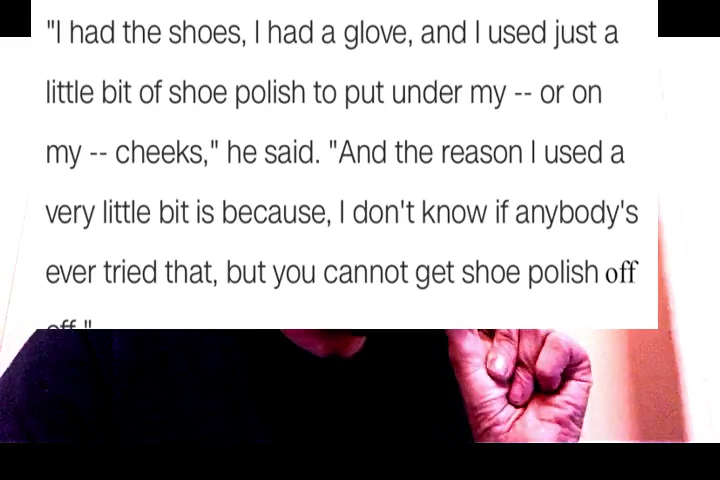 "I had the shoes, I had a glove, and I used just a
little bit of shoe polish to put under my -- or on
my -- cheeks," he said. "And the reason I used a
very little bit is because, I don't know if anybody's
ever tried that, but you cannot get shoe polish off
off."